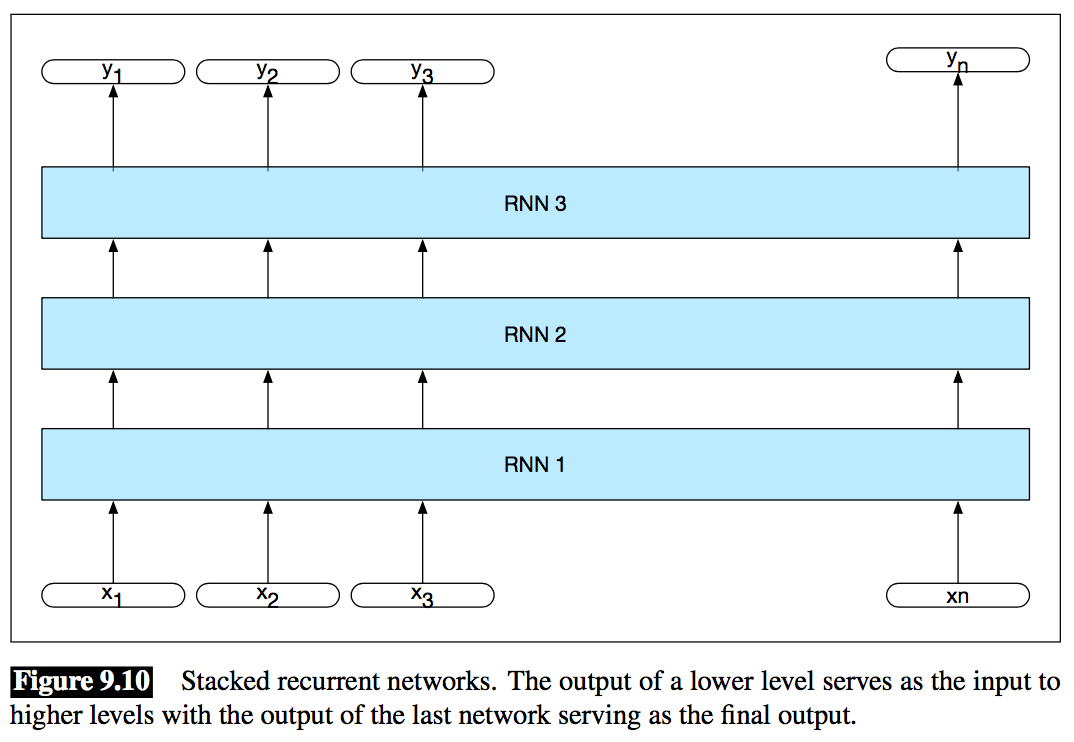 y1 y2 y3 yn
RNN 3
RNN 2
RNN 1
x1 x2 x3 xn
Figure 9.10 Stacked recurrent networks. The output of a lower level serves as the input to
higher levels with the output of the last network serving as the final output.